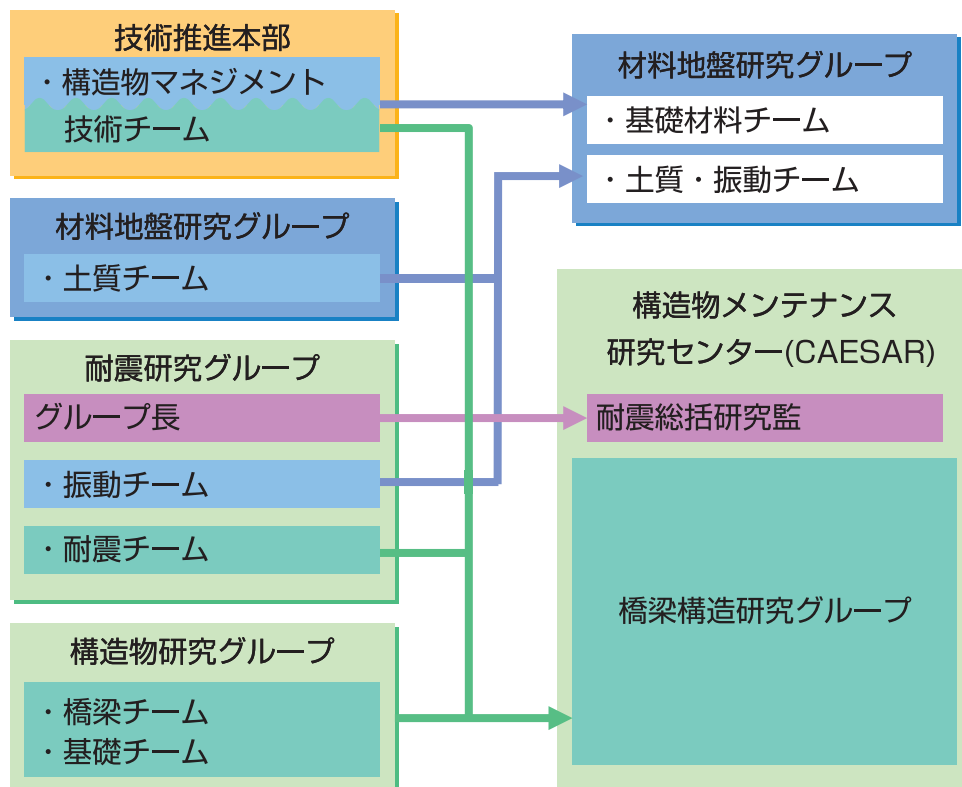 技術推進本部
・構造物マネジメント
技術チーム
材料地盤研究グループ
・土質チーム
耐震研究グループ
グループ長
・振動チーム
・耐震チーム
構造物研究グループ
・橋梁チーム
・基礎チーム
材料地盤研究グループ
・基礎材料チーム
・土質・振動チーム
構造物メンテナンス
研究センター(CAESAR)
耐震総括研究監
橋梁構造研究グループ